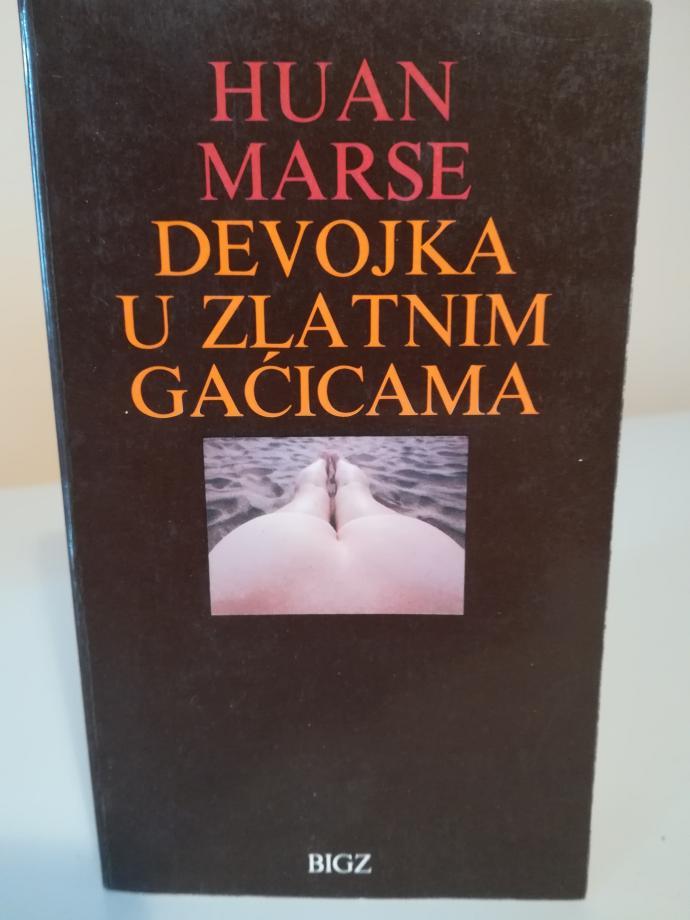 HUAN
MARSE
DEVOJKA
U ZLATNIM
GAĆICAMA
BIGZ